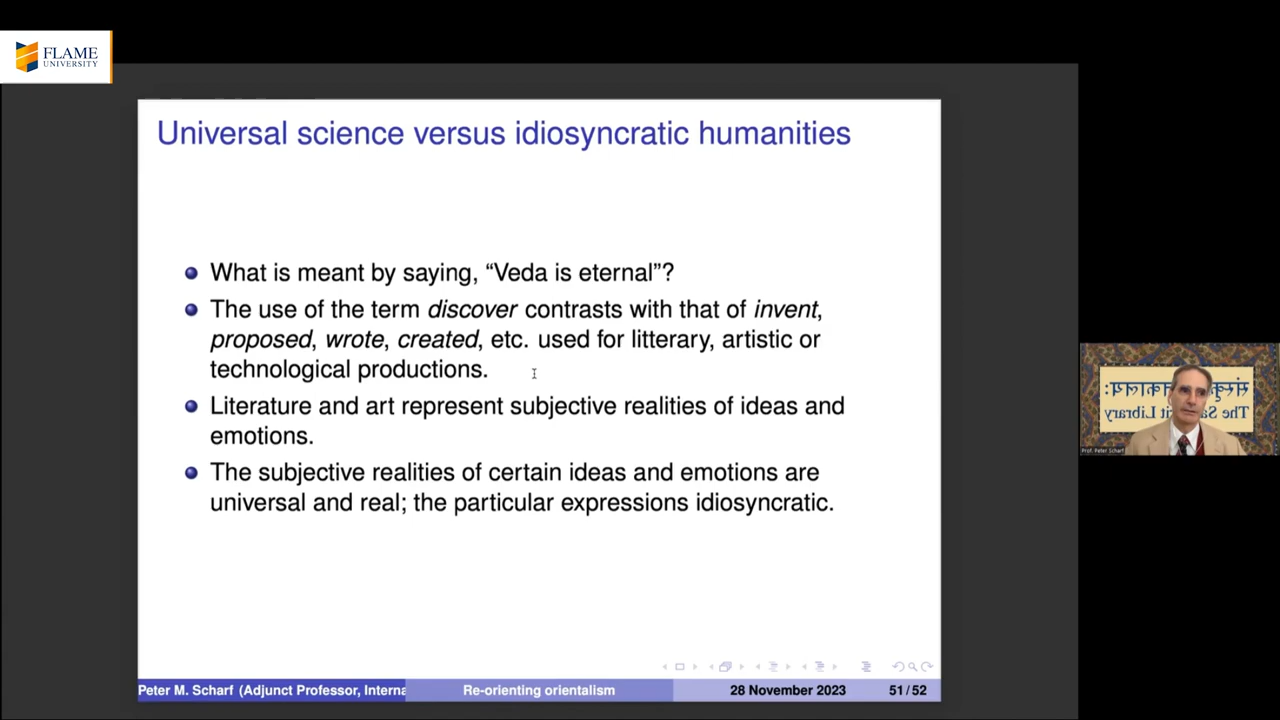 FLAME
UNIVERSITY
Universal science versus idiosyncratic humanities
What is meant by saying, “Veda is eternal”?
The use of the term discover contrasts with that of invent,
proposed, wrote, created, etc. used for litterary, artistic or
technological productions.
Literature and art represent subjective realities of ideas and
emotions.
The subjective realities of certain ideas and emotions are
universal and real; the particular expressions idiosyncratic.
Peter M. Scharf (Adjunct Professor, Interna
Re-orienting orientalism
28 November 2023
51 / 52
The Sa
it Library
Prof. Peter Scharf